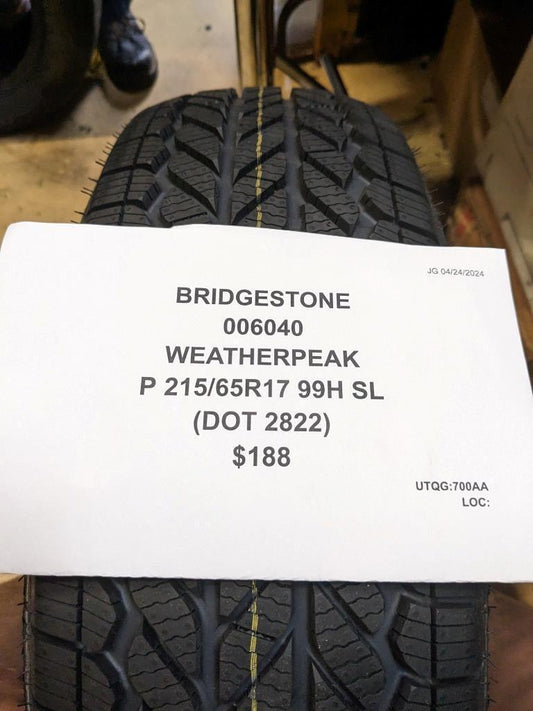 JG 04/24/2024
BRIDGESTONE
006040
WEATHERPEAK
P 215/65R17 99H SL
(DOT 2822)
$188
UTQG:700AA
LOC: